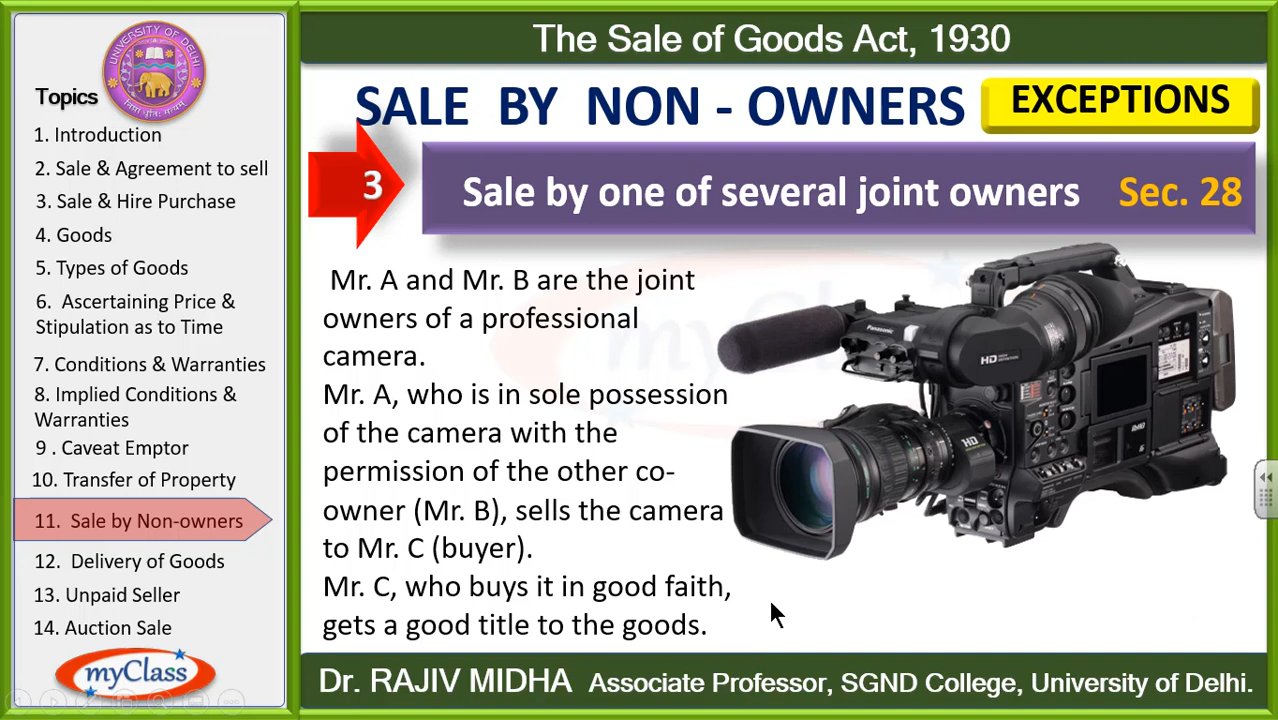 The Sale of Goods Act, 1930
UNIVERSITY OF DELHI
Topics
1. Introduction
2. Sale & Agreement to sell
3. Sale & Hire Purchase
4. Goods
5. Types of Goods
6. Ascertaining Price &
Stipulation as to Time
7. Conditions & Warranties
8. Implied Conditions &
Warranties
9 . Caveat Emptor
10. Transfer of Property
11. Sale by Non-owners
12. Delivery of Goods
13. Unpaid Seller
14. Auction Sale
myClass
SALE BY NON - OWNERS
EXCEPTIONS
3
Sale by one of several joint owners Sec. 28
Mr. A and Mr. B are the joint
owners of a professional
camera.
Mr. A, who is in sole possession
of the camera with the
permission of the other co-
owner (Mr. B), sells the camera
to Mr. C (buyer).
Mr. C, who buys it in good faith,
gets a good title to the goods.
Panasonic
HD
HD
Dr. RAJIV MIDHA Associate Professor, SGND College, University of Delhi.